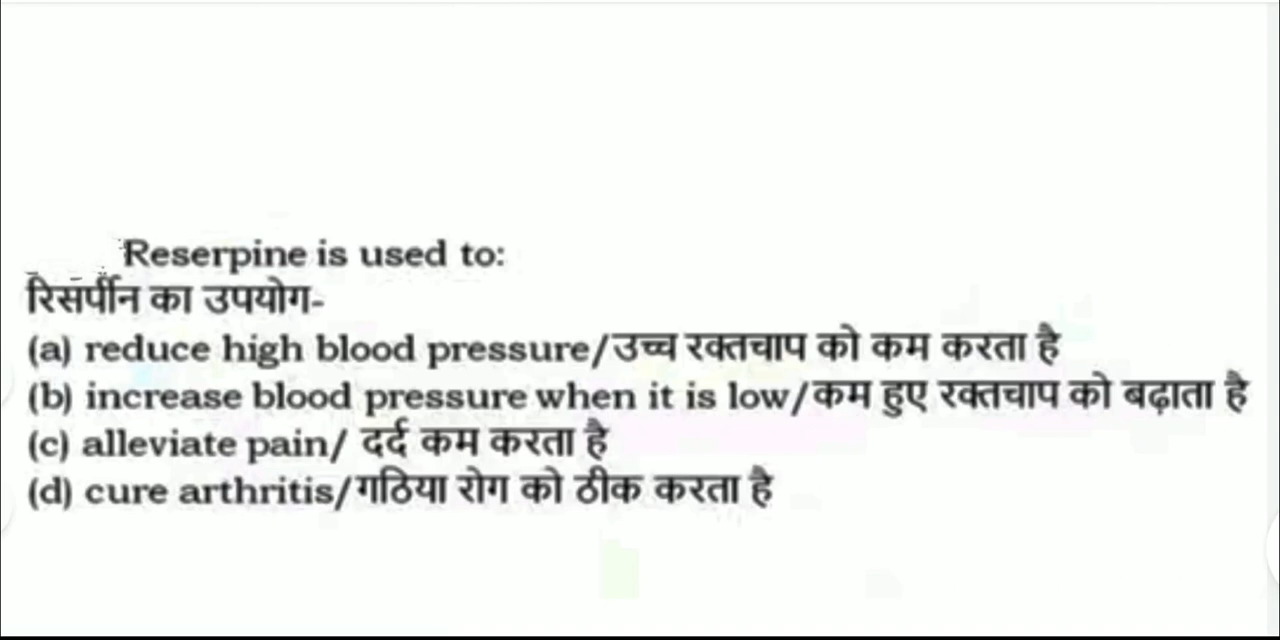 Reserpine is used to:
रिसर्पीन का उपयोग-
(a) reduce high blood pressure/उच्च रक्तचाप को कम करता है
(b) increase blood pressure when it is low/कम हुए रक्तचाप को बढ़ाता है
(c) alleviate pain/ दर्द कम करता है
(d) cure arthritis/गठिया रोग को ठीक करता है